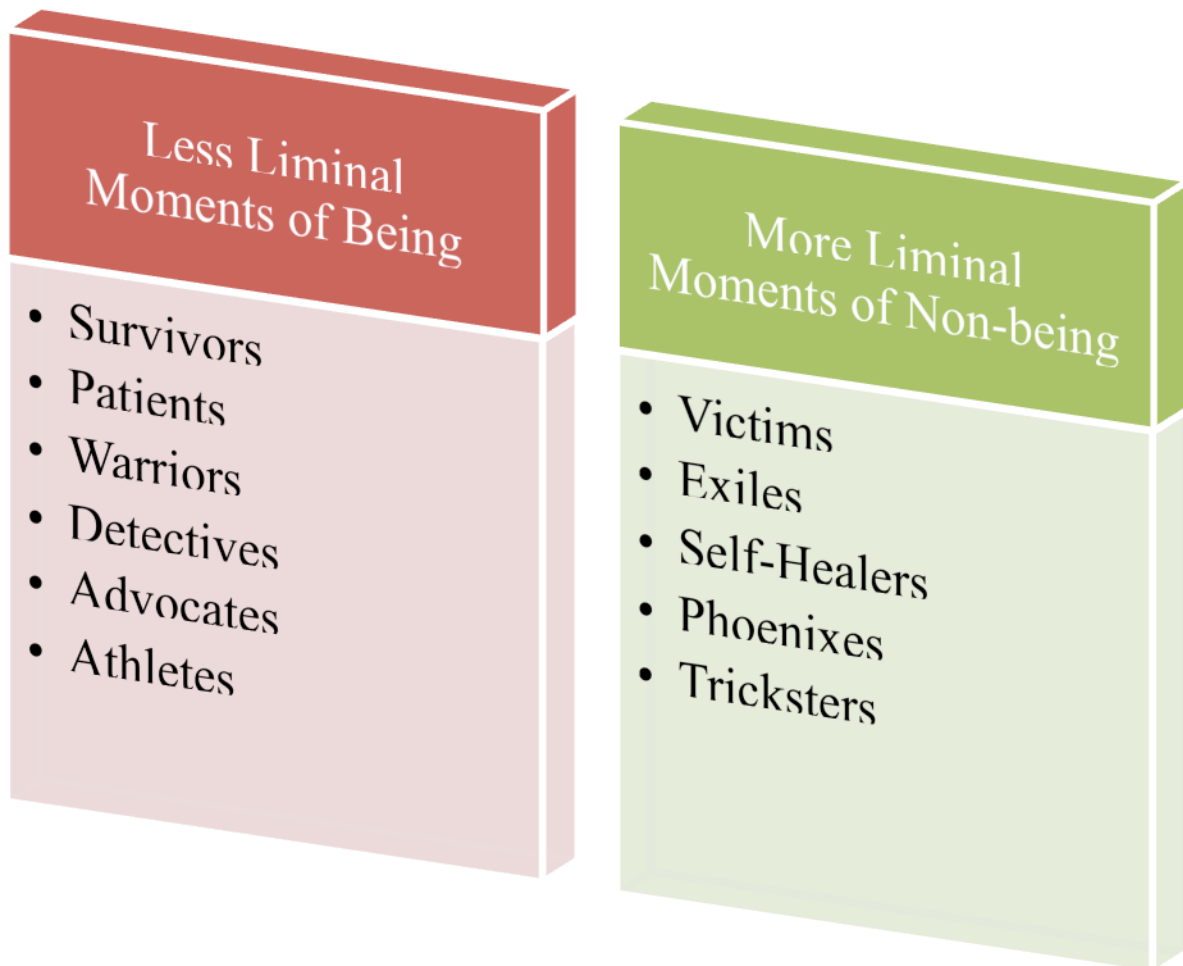 Less Liminal
Moments of Being
• Survivors
• Patients
• Warriors
• Detectives
• Advocates
• Athletes
More Liminal
Moments of Non-being
• Victims
• Exiles
• Self-Healers
• Phoenixes
• Tricksters